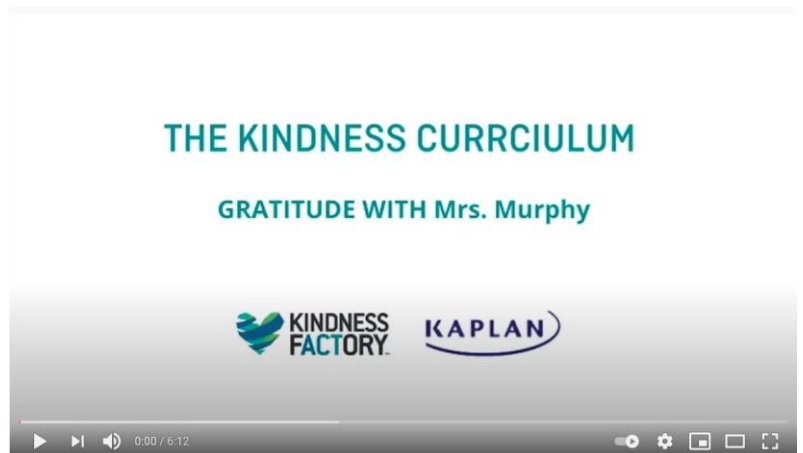 THE KINDNESS CURRCIULUM
GRATITUDE WITH Mrs. Murphy
KINDNESS
FACTORY
KAPLAN
0:00 / 6:12